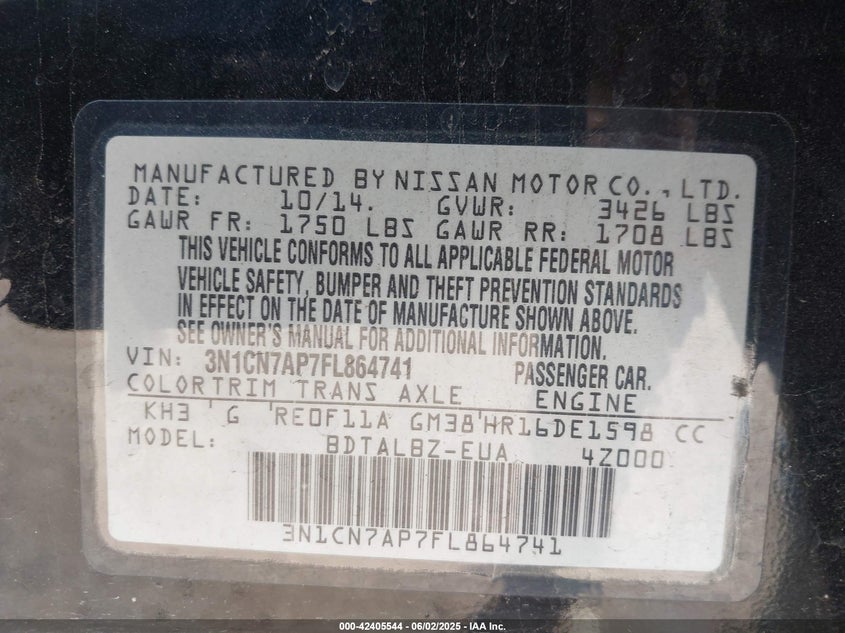 MANUFACTURED BY NISSAN MOTOR CO., LTD.
DATE: 10/14. GVWR: 3426 LBS
GAWR FR: 1750 LBS GAWR RR: 1708 LBS
THIS VEHICLE CONFORMS TO ALL APPLICABLE FEDERAL MOTOR
VEHICLE SAFETY, BUMPER AND THEFT PREVENTION STANDARDS
IN EFFECT ON THE DATE OF MANUFACTURE SHOWN ABOVE.
SEE OWNER'S MANUAL FOR ADDITIONAL INFORMATION.
VIN: 3N1CN7AP7FL864741 PASSENGER CAR.
COLOR TRIM TRANS AXLE ENGINE
KH3 ' G 'RE0F11A GM38'HR16DE1598 CC
MODEL: BDTALBZ-EUA 4Z000
3N1CN7AP7FL864741
000-42405544 - 06/02/2025 - IAA Inc.